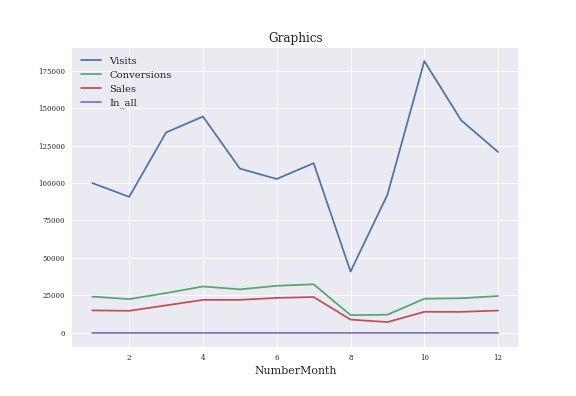 Graphics
Visits
Conversions
Sales
In_all
175000
150000
125000
100000
75000
50000
25000
0
2 4 6 8 10 12
NumberMonth